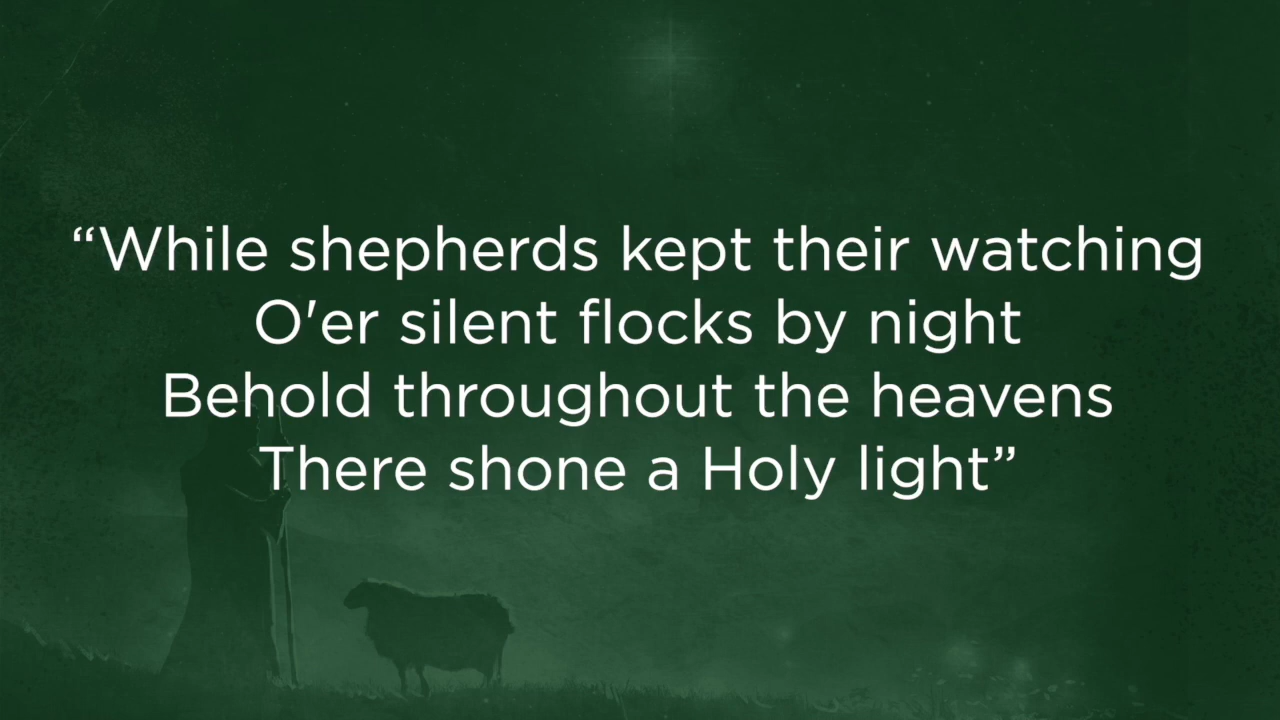 “While shepherds kept their watching
O'er silent flocks by night
Behold throughout the heavens
There shone a Holy light”